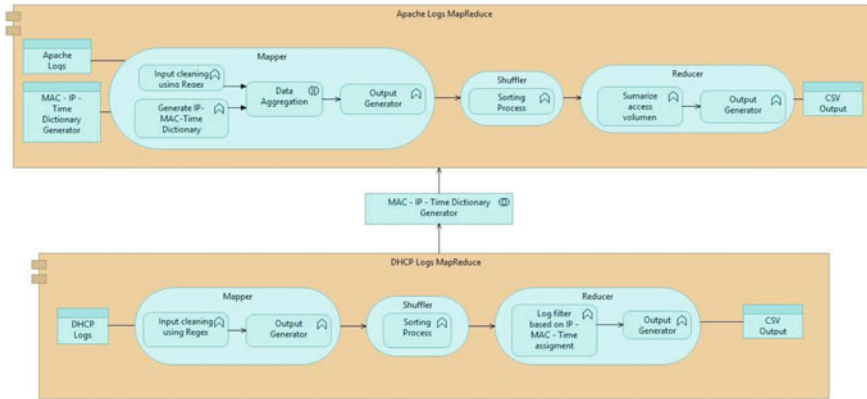 Apache Logs MapReduce
Apache
Logs
MAC - IP -
Time
Dictionary
Generator
Mapper
Input cleaning
using Regex
Generate IP-
MAC-Time
Dictionary
Data
Aggregation
Output
Generator
Shuffler
Sorting
Process
Reducer
Sumarize
access
volumen
Output
Generator
CSV
Output
MAC - IP - Time Dictionary
Generator
DHCP Logs MapReduce
DHCP
Logs
Mapper
Input cleaning
using Regex
Output
Generator
Shuffler
Sorting
Process
Reducer
Log filter
based on IP -
MAC - Time
assigment
Output
Generator
CSV
Output